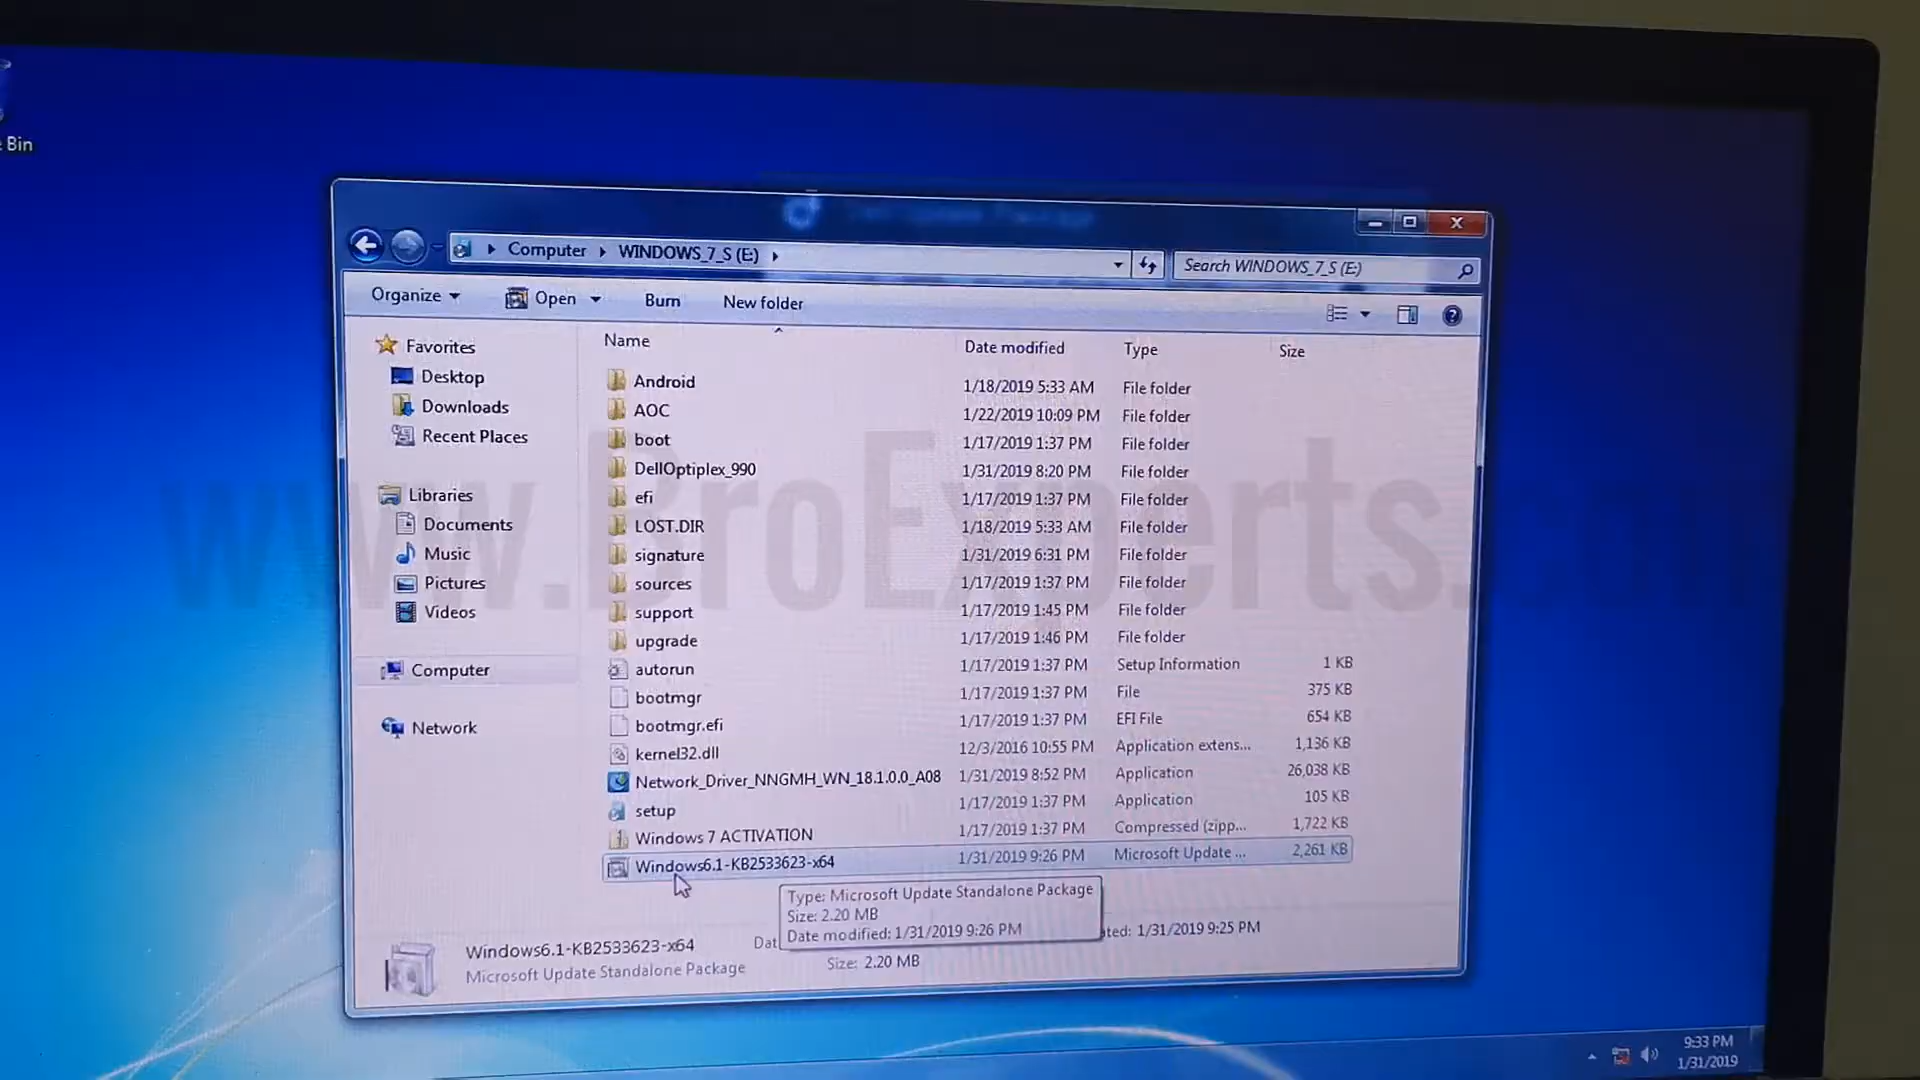 Bin
Computer WINDOWS_7_S (E:)
Search WINDOWS_7_S (E:)
Organize Open Burn New folder
Name Date modified Type Size
Favorites
Desktop
Downloads
Recent Places
Libraries
Documents
Music
Pictures
Videos
Computer
Network
Android 1/18/2019 5:33 AM File folder
AOC 1/22/2019 10:09 PM File folder
boot 1/17/2019 1:37 PM File folder
DellOptiplex_990 1/31/2019 8:20 PM File folder
efi 1/17/2019 1:37 PM File folder
LOST.DIR 1/18/2019 5:33 AM File folder
signature 1/31/2019 6:31 PM File folder
sources 1/17/2019 1:37 PM File folder
support 1/17/2019 1:45 PM File folder
upgrade 1/17/2019 1:46 PM File folder
autorun 1/17/2019 1:37 PM Setup Information 1 KB
bootmgr 1/17/2019 1:37 PM File 375 KB
bootmgr.efi 1/17/2019 1:37 PM EFI File 654 KB
kernel32.dll 12/3/2016 10:55 PM Application extens... 1,136 KB
Network_Driver_NNGMH_WN_18.1.0.0_A08 1/31/2019 8:52 PM Application 26,038 KB
setup 1/17/2019 1:37 PM Application 105 KB
Windows 7 ACTIVATION 1/17/2019 1:37 PM Compressed (zipp... 1,722 KB
Windows6.1-KB2533623-x64 1/31/2019 9:26 PM Microsoft Update ... 2,261 KB
Type: Microsoft Update Standalone Package
Size: 2.20 MB
Date modified: 1/31/2019 9:26 PM
Windows6.1-KB2533623-x64 Dat ated: 1/31/2019 9:25 PM
Microsoft Update Standalone Package Size: 2.20 MB
9:33 PM
1/31/2019
www.ProExperts.